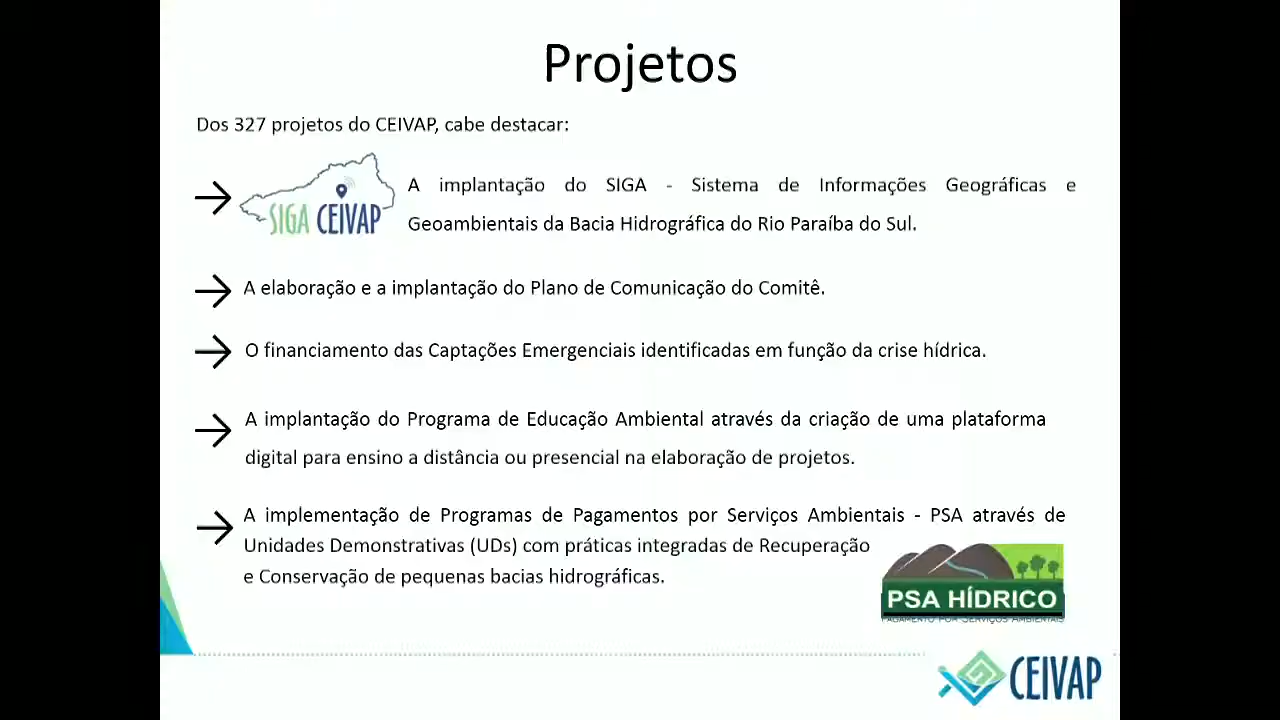 Projetos
Dos 327 projetos do CEIVAP, cabe destacar:
SIGA CEIVAP
A implantação do SIGA - Sistema de Informações Geográficas e
Geoambientais da Bacia Hidrográfica do Rio Paraíba do Sul.
A elaboração e a implantação do Plano de Comunicação do Comitê.
O financiamento das Captações Emergenciais identificadas em função da crise hídrica.
A implantação do Programa de Educação Ambiental através da criação de uma plataforma
digital para ensino a distância ou presencial na elaboração de projetos.
A implementação de Programas de Pagamentos por Serviços Ambientais - PSA através de
Unidades Demonstrativas (UDs) com práticas integradas de Recuperação
e Conservação de pequenas bacias hidrográficas.
PSA HÍDRICO
PAGAMENTO POR SERVIÇOS AMBIENTAIS
CEIVAP